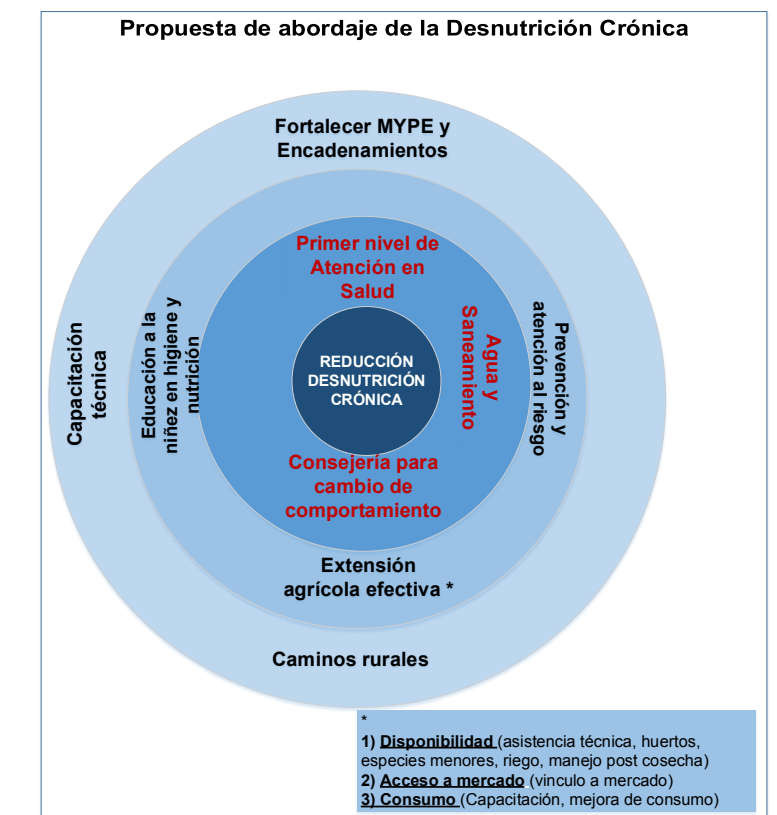 Propuesta de abordaje de la Desnutrición Crónica
Fortalecer MYPE y
Encadenamientos
Primer nivel de
Atención en
Salud
Capacitación
técnica
Educación a la
niñez en higiene y
nutrición
REDUCCIÓN
DESNUTRICIÓN
CRÓNICA
Agua y
Saneamiento
Prevención y
atención al riesgo
Consejería para
cambio de
comportamiento
Extensión
agrícola efectiva *
Caminos rurales
*
1) Disponibilidad (asistencia técnica, huertos,
especies menores, riego, manejo post cosecha)
2) Acceso a mercado (vinculo a mercado)
3) Consumo (Capacitación, mejora de consumo)